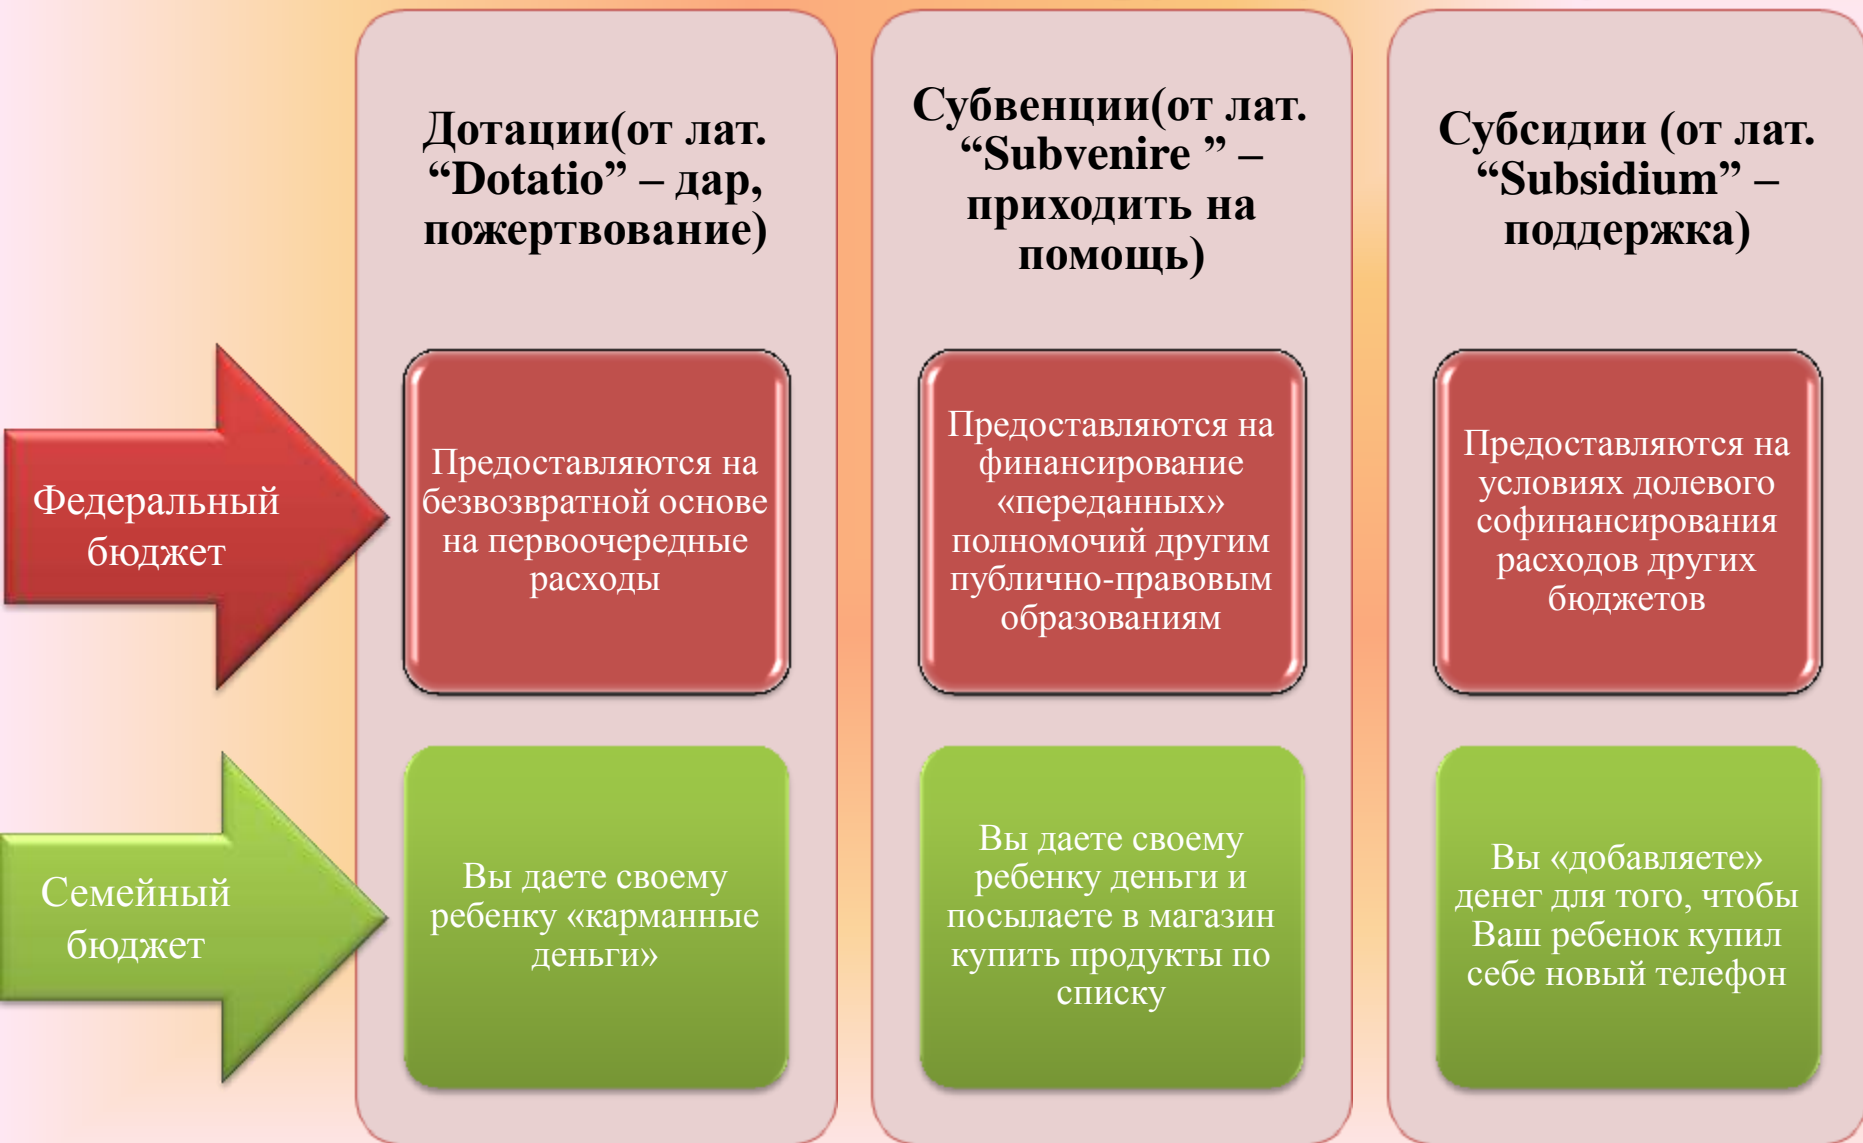 Дотации(от лат.
“Dotatio” – дар,
пожертвование)
Субвенции(от лат.
“Subvenire ” –
приходить на
помощь)
Субсидии (от лат.
“Subsidium” –
поддержка)
Федеральный
бюджет
Предоставляются на
безвозвратной основе
на первоочередные
расходы
Предоставляются на
финансирование
«переданных»
полномочий другим
публично-правовым
образованиям
Предоставляются на
условиях долевого
софинансирования
расходов других
бюджетов
Семейный
бюджет
Вы даете своему
ребенку «карманные
деньги»
Вы даете своему
ребенку деньги и
посылаете в магазин
купить продукты по
списку
Вы «добавляете»
денег для того, чтобы
Ваш ребенок купил
себе новый телефон